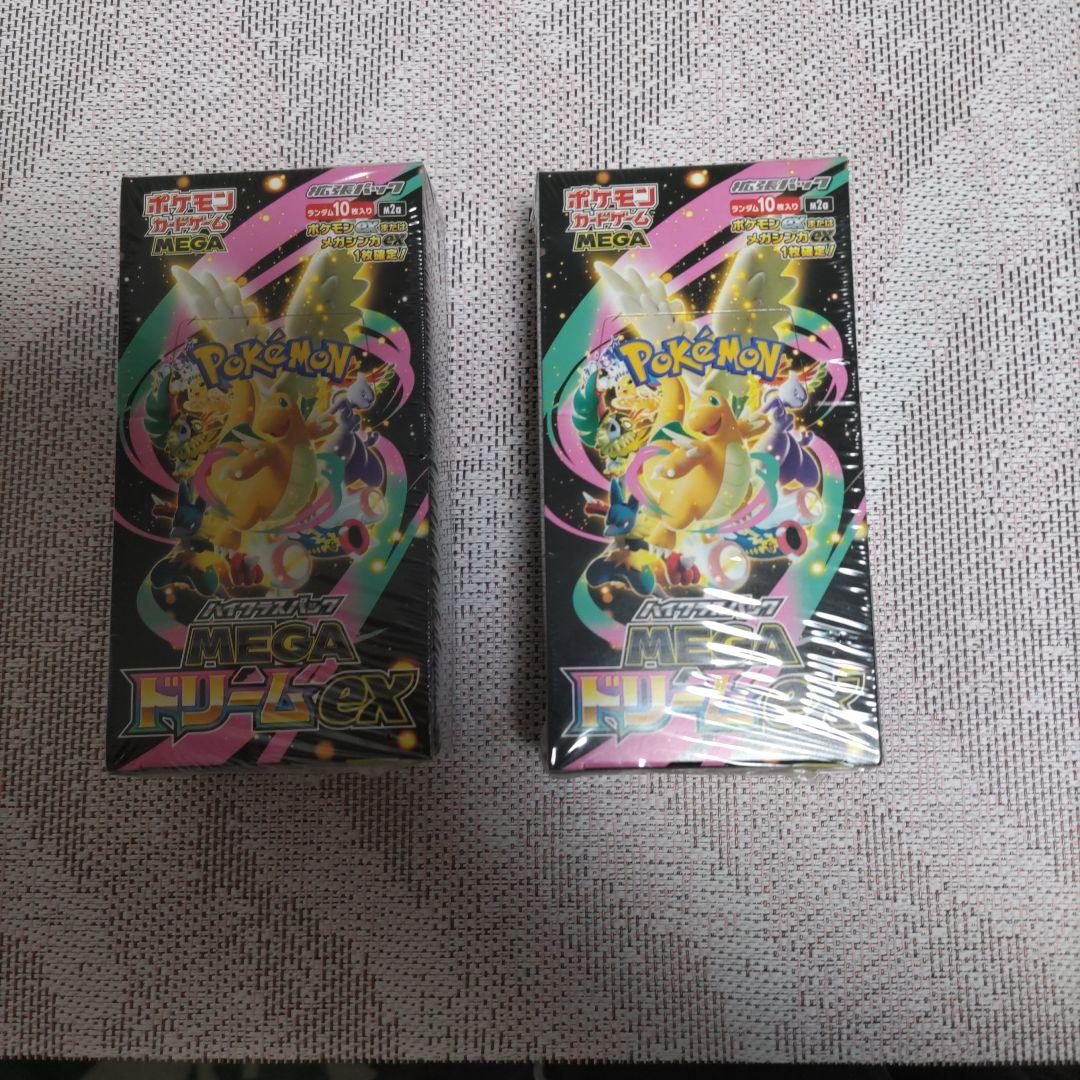 ポケモン
カードゲーム
MEGA
拡張パック
ランダム10枚入り
M2a
ポケモンexまたは
メガシンカex
1枚確定!
POKéMON
ハイクラスパック
MEGA
ドリームex
ポケモン
カードゲーム
MEGA
拡張パック
ランダム10枚入り
M2a
ポケモンexまたは
メガシンカex
1枚確定!
POKéMON
ハイクラスパック
MEGA
ドリームex